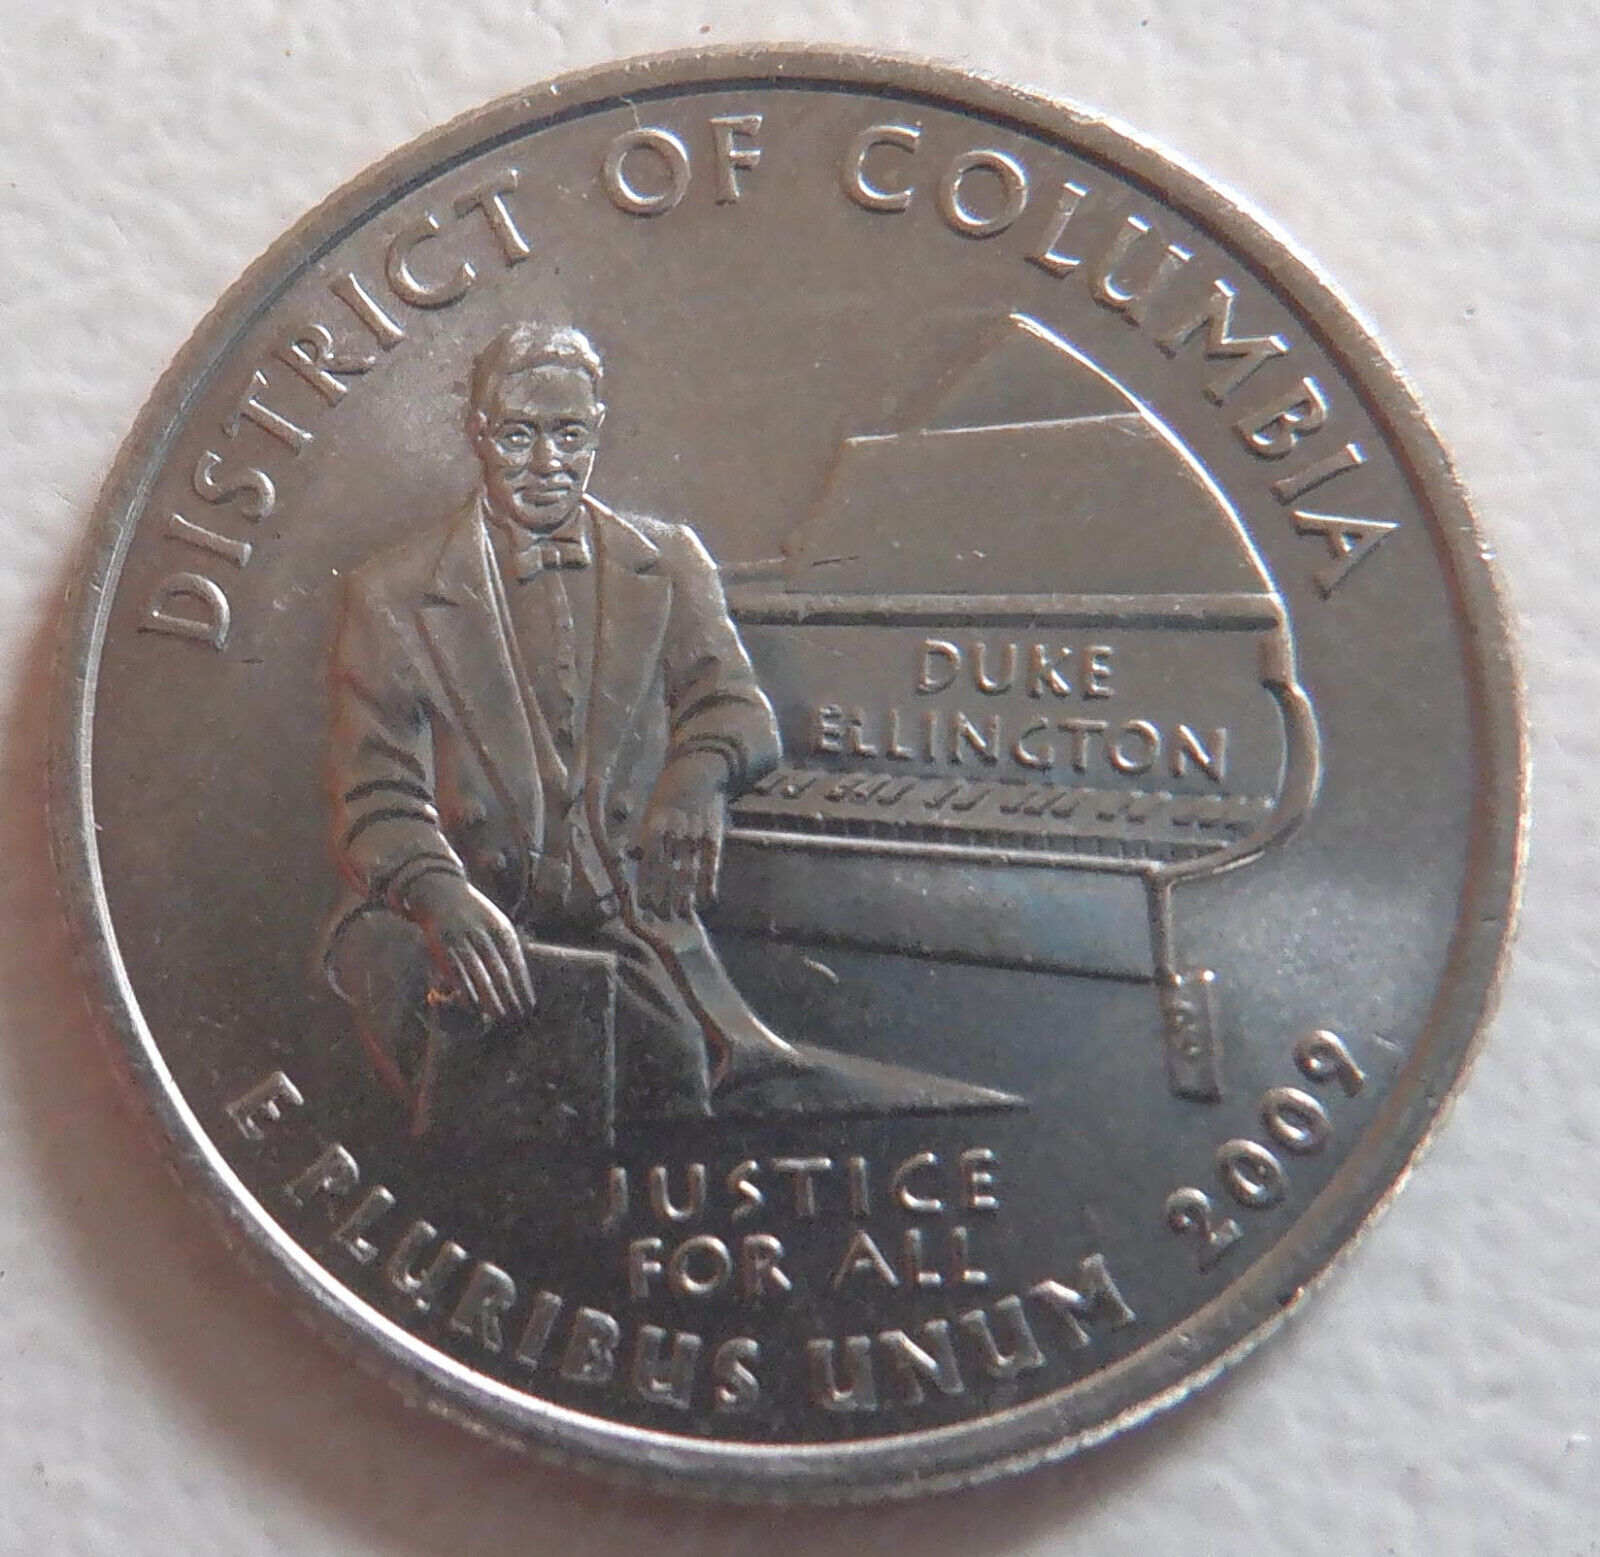 DISTRICT OF COLUMBIA
DUKE
ELLINGTON
JUSTICE
FOR ALL
E PLURIBUS UNUM
2009